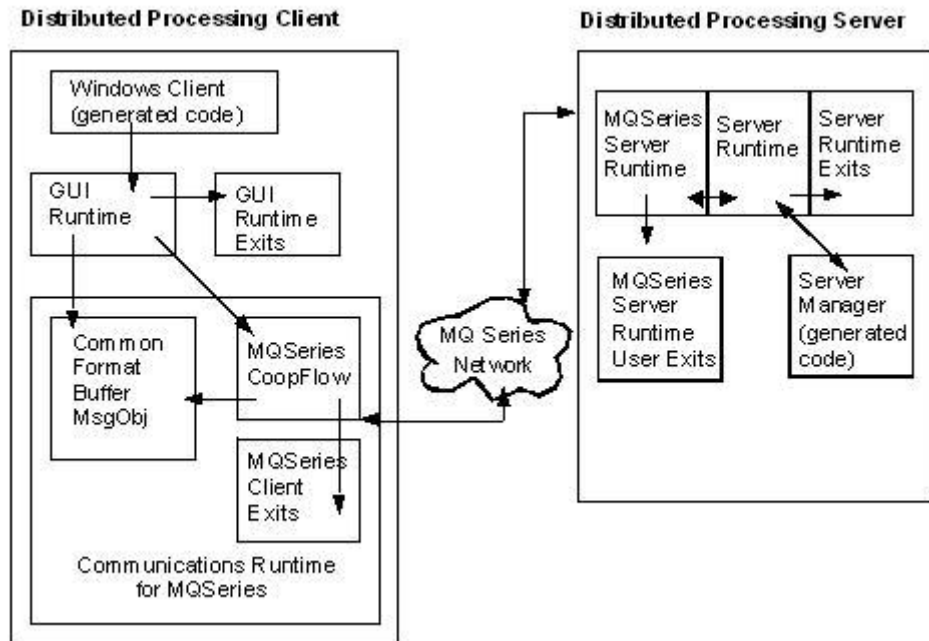 Distributed Processing Client
Windows Client
(generated code)
GUI
Runtime
GUI
Runtime
Exits
Common
Format
Buffer
MsgObj
MQSeries
CoopFlow
MQSeries
Client
Exits
Communications Runtime
for MQSeries
MQ Series
Network
Distributed Processing Server
MQSeries
Server
Runtime
Server
Runtime
Server
Runtime
Exits
MQSeries
Server
Runtime
User Exits
Server
Manager
(generated
code)